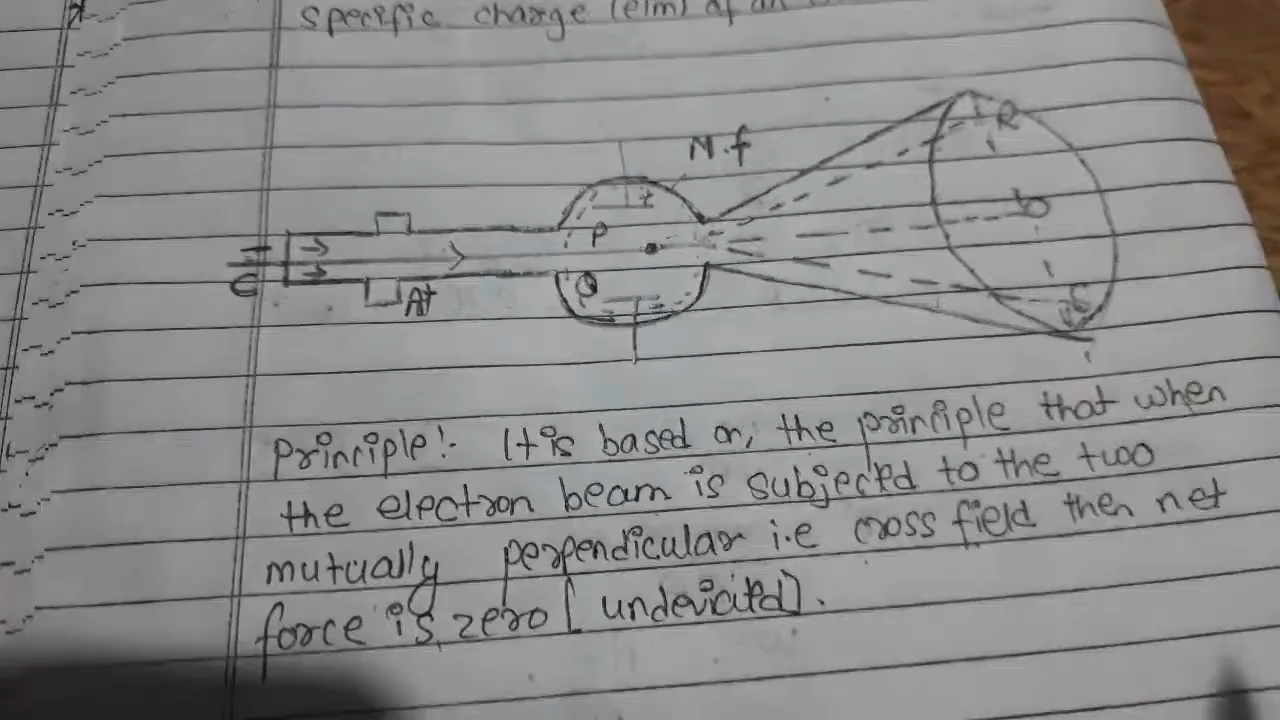 specific charge (e/m) of an
M.f
R
+
P
O
C
Q
S
A+
Principle:- It is based on, the principle that when
the electron beam is subjected to the two
mutually perpendicular i.e cross field then net
force is zero [undeviated].